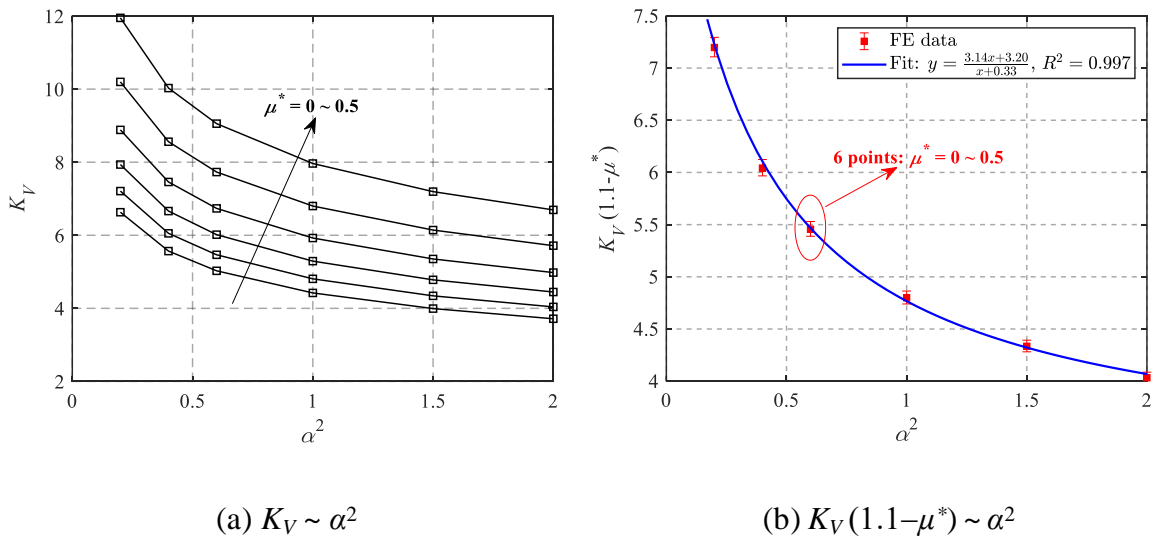 12
10
8
6
4
2
0
0.5
1
1.5
2
K_V
α²
μ* = 0 ~ 0.5
7.5
7
6.5
6
5.5
5
4.5
4
0
0.5
1
1.5
2
K_V (1.1-μ*)
α²
FE data
Fit: y = (3.14x+3.20)/(x+0.33), R² = 0.997
6 points: μ* = 0 ~ 0.5
(a) K_V ~ α²
(b) K_V (1.1−μ*) ~ α²